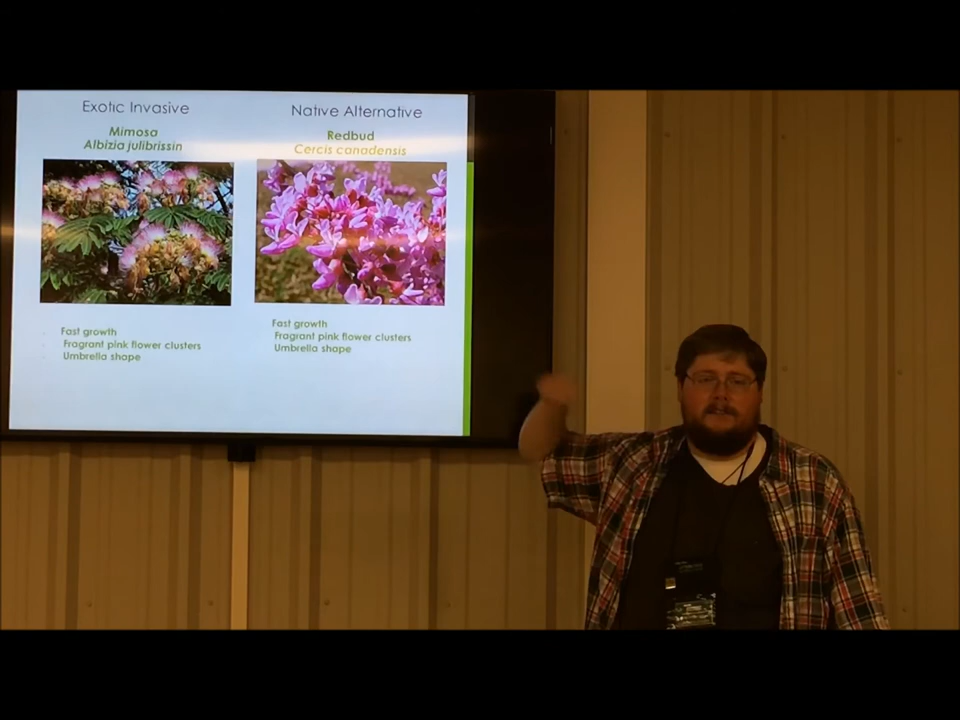 Exotic Invasive
Mimosa
Albizia julibrissin
Fast growth
Fragrant pink flower clusters
Umbrella shape
Native Alternative
Redbud
Cercis canadensis
Fast growth
Fragrant pink flower clusters
Umbrella shape